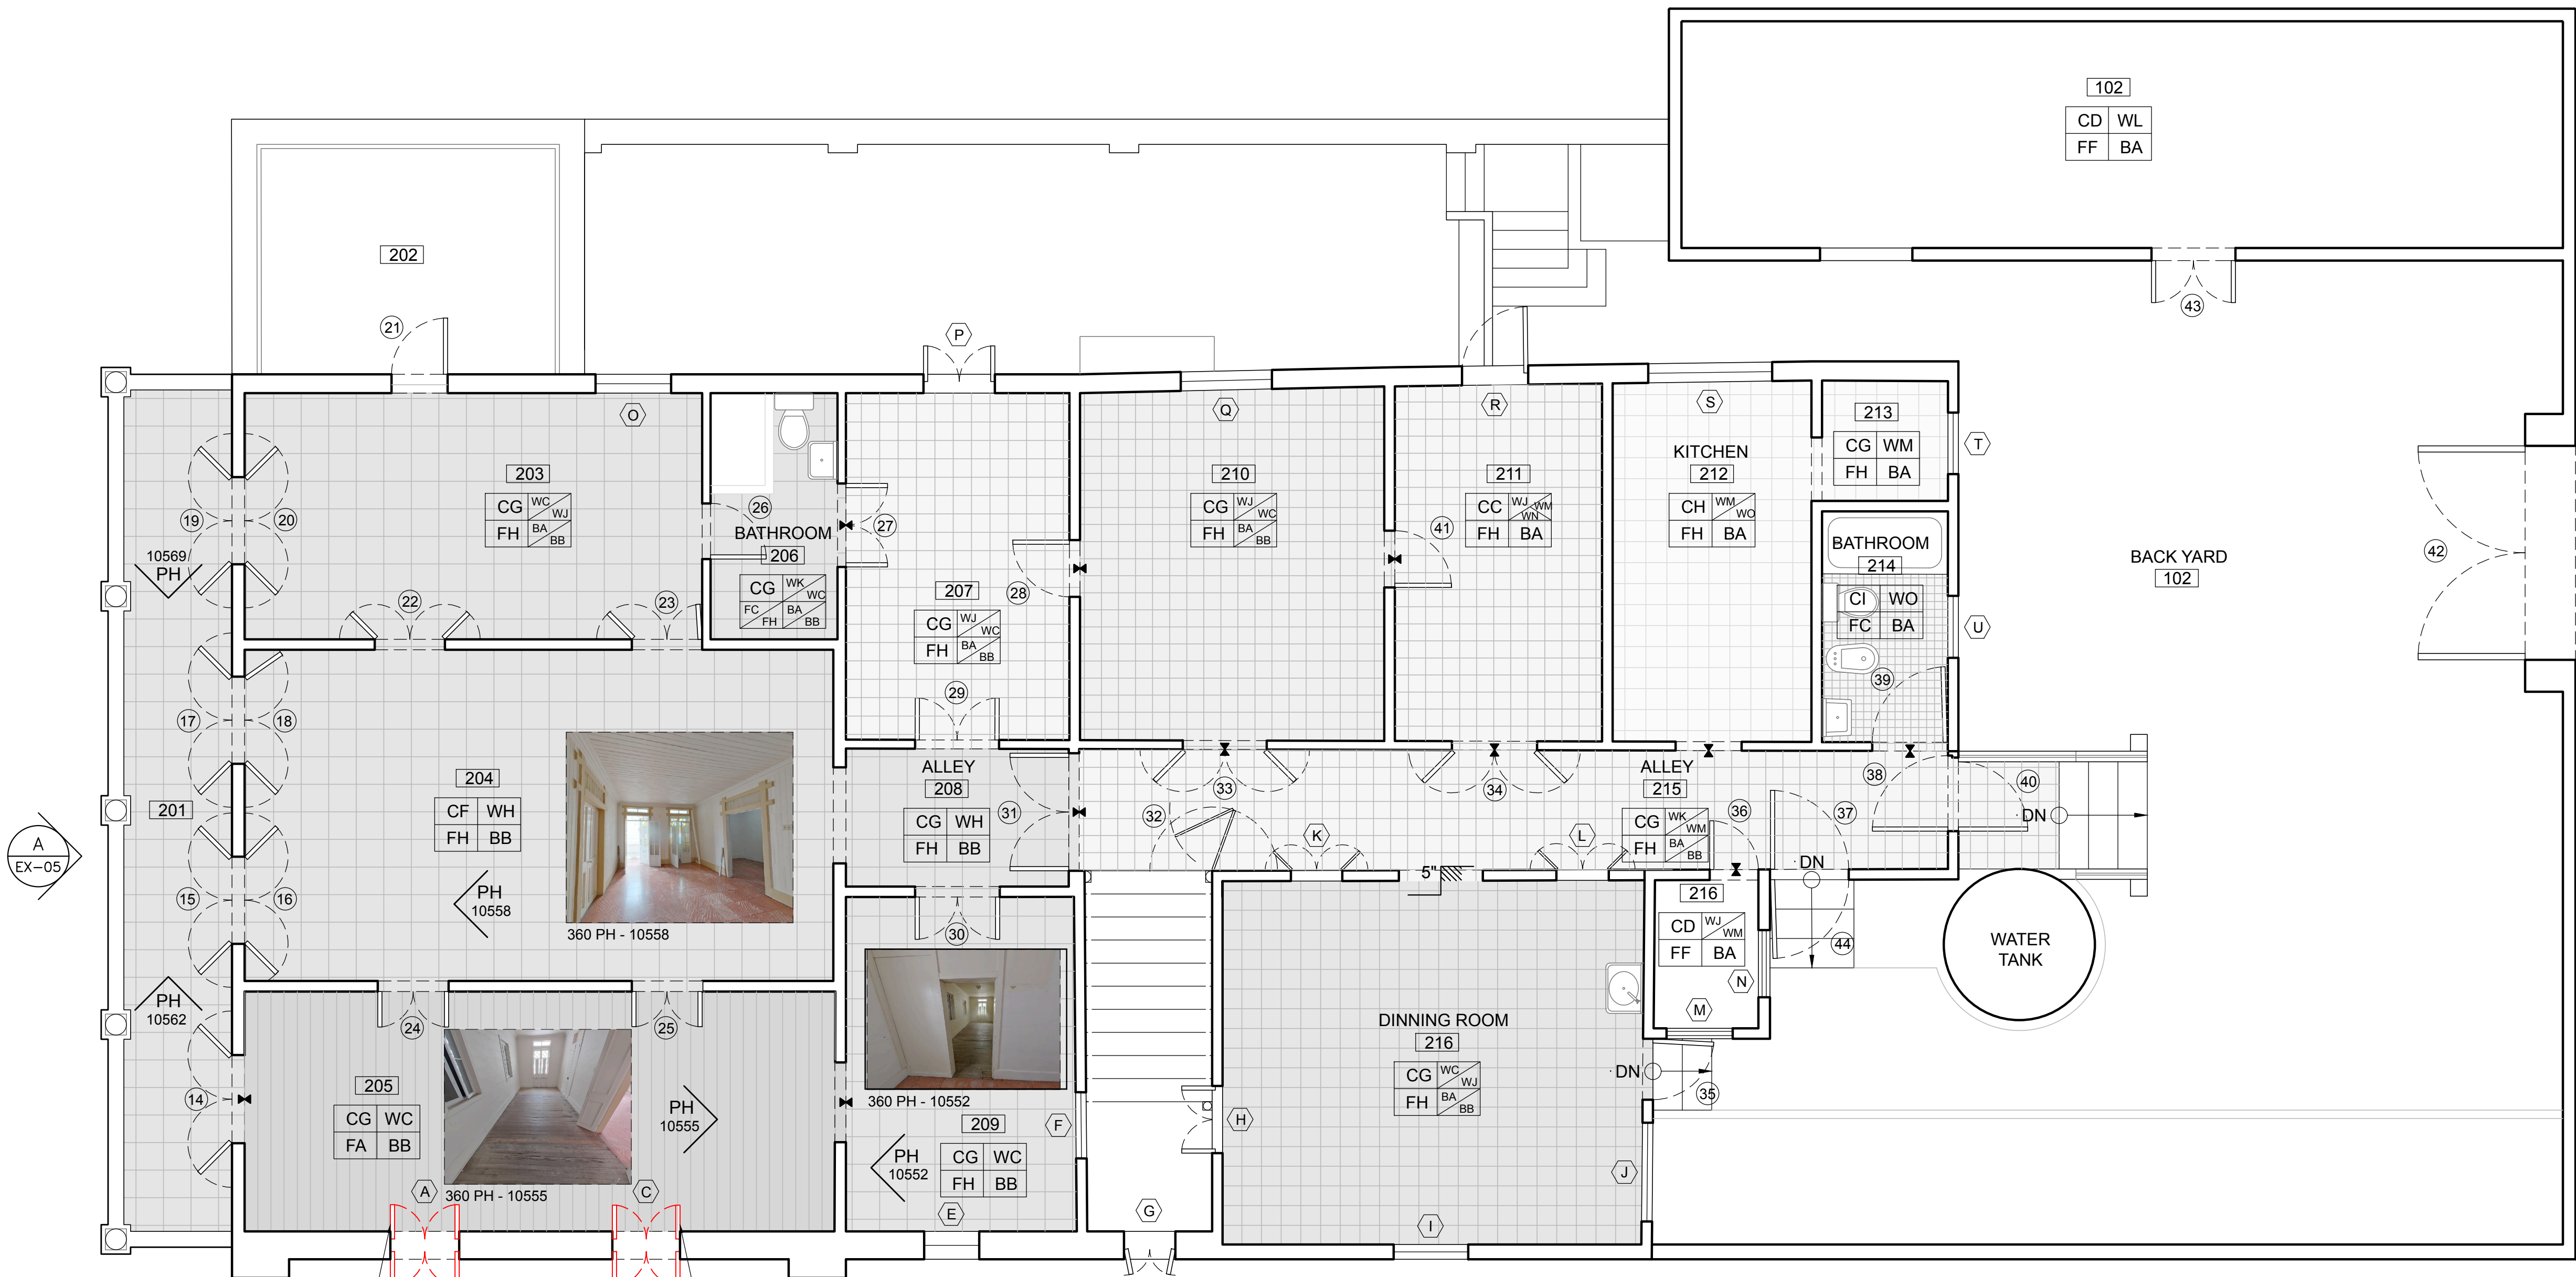 102
CD WL
FF BA
202
21
P
43
O
Q
R
S
KITCHEN
212
CH WM WO
FH BA
213
CG WM
FH BA
T
203
CG WC WJ
FH BA BB
19
20
10569
PH
22
23
26
BATHROOM
206
CG WK WC
FC FH BA BB
27
28
207
CG WJ WC
FH BA BB
29
210
CG WJ WC
FH BA BB
211
CC WJ WM WN
FH BA
41
BATHROOM
214
CI WO
FC BA
U
39
BACK YARD
102
42
17
18
201
A
EX-05
204
CF WH
FH BB
PH
10558
360 PH - 10558
15
16
ALLEY
208
CG WH
FH BB
31
30
32
33
34
K
L
5"
ALLEY
215
CG WK WM
FH BA BB
36
37
38
40
DN
DN
216
CD WJ WM
FF BA
44
N
M
WATER
TANK
PH
10562
14
24
25
205
CG WC
FA BB
PH
10555
360 PH - 10555
A
C
360 PH - 10552
209
PH
10552
CG WC
FH BB
E
F
G
H
DINNING ROOM
216
CG WC WJ
FH BA BB
DN
35
J
I